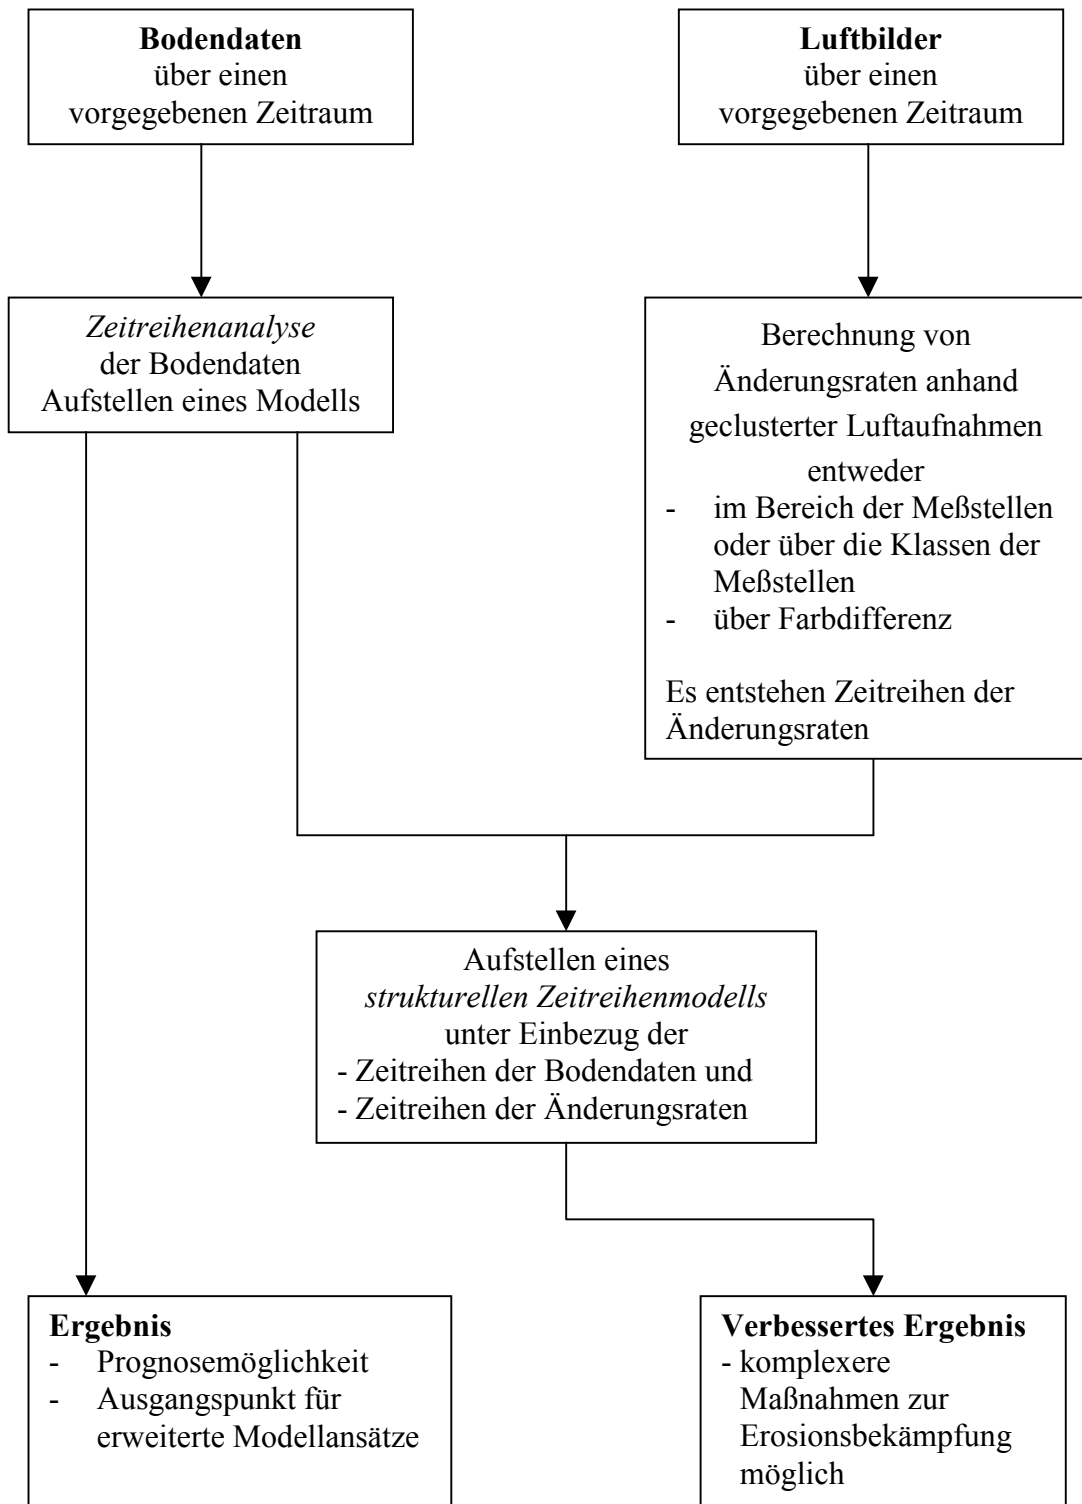 Bodendaten
über einen
vorgegebenen Zeitraum
Luftbilder
über einen
vorgegebenen Zeitraum
Zeitreihenanalyse
der Bodendaten
Aufstellen eines Modells
Berechnung von
Änderungsraten anhand
geclusterter Luftaufnahmen
entweder
- im Bereich der Meßstellen
oder über die Klassen der
Meßstellen
- über Farbdifferenz
Es entstehen Zeitreihen der
Änderungsraten
Aufstellen eines
strukturellen Zeitreihenmodells
unter Einbezug der
- Zeitreihen der Bodendaten und
- Zeitreihen der Änderungsraten
Ergebnis
- Prognosemöglichkeit
- Ausgangspunkt für
erweiterte Modellansätze
Verbessertes Ergebnis
- komplexere
Maßnahmen zur
Erosionsbekämpfung
möglich